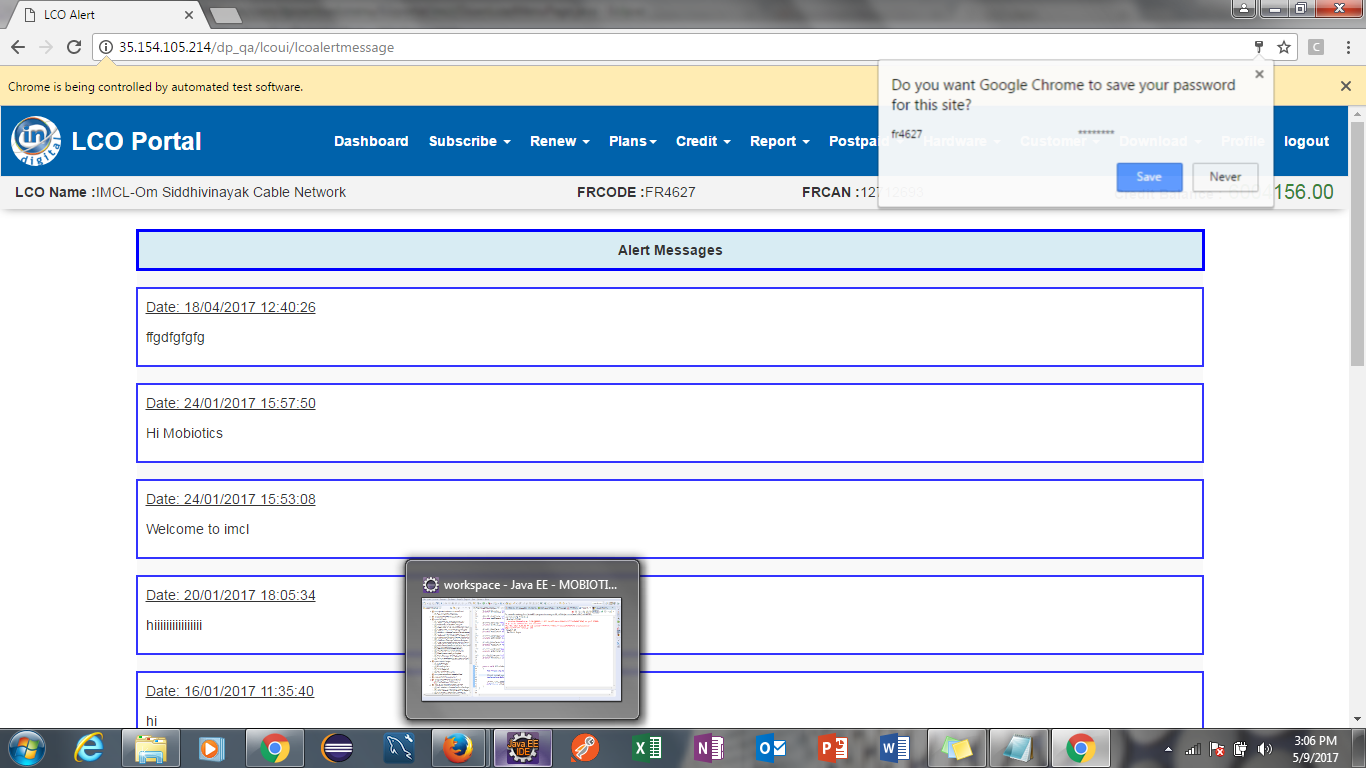 LCO Alert
35.154.105.214/dp_qa/lcoui/lcoalertmessage
C
Chrome is being controlled by automated test software.
Do you want Google Chrome to save your password
for this site?
fr4627 ********
Save Never
in digital
LCO Portal
Dashboard Subscribe Renew Plans Credit Report Postpaid Hardware Customer Download Profile logout
LCO Name :IMCL-Om Siddhivinayak Cable Network FRCODE :FR4627 FRCAN : Credit Balance :
Alert Messages
Date: 18/04/2017 12:40:26
ffgdfgfgfg
Date: 24/01/2017 15:57:50
Hi Mobiotics
Date: 24/01/2017 15:53:08
Welcome to imcl
Date: 20/01/2017 18:05:34
hiiiiiiiiiiiiiiiii
Date: 16/01/2017 11:35:40
hi
workspace - Java EE - MOBIOTI...
Java EE
IDE
3:06 PM
5/9/2017